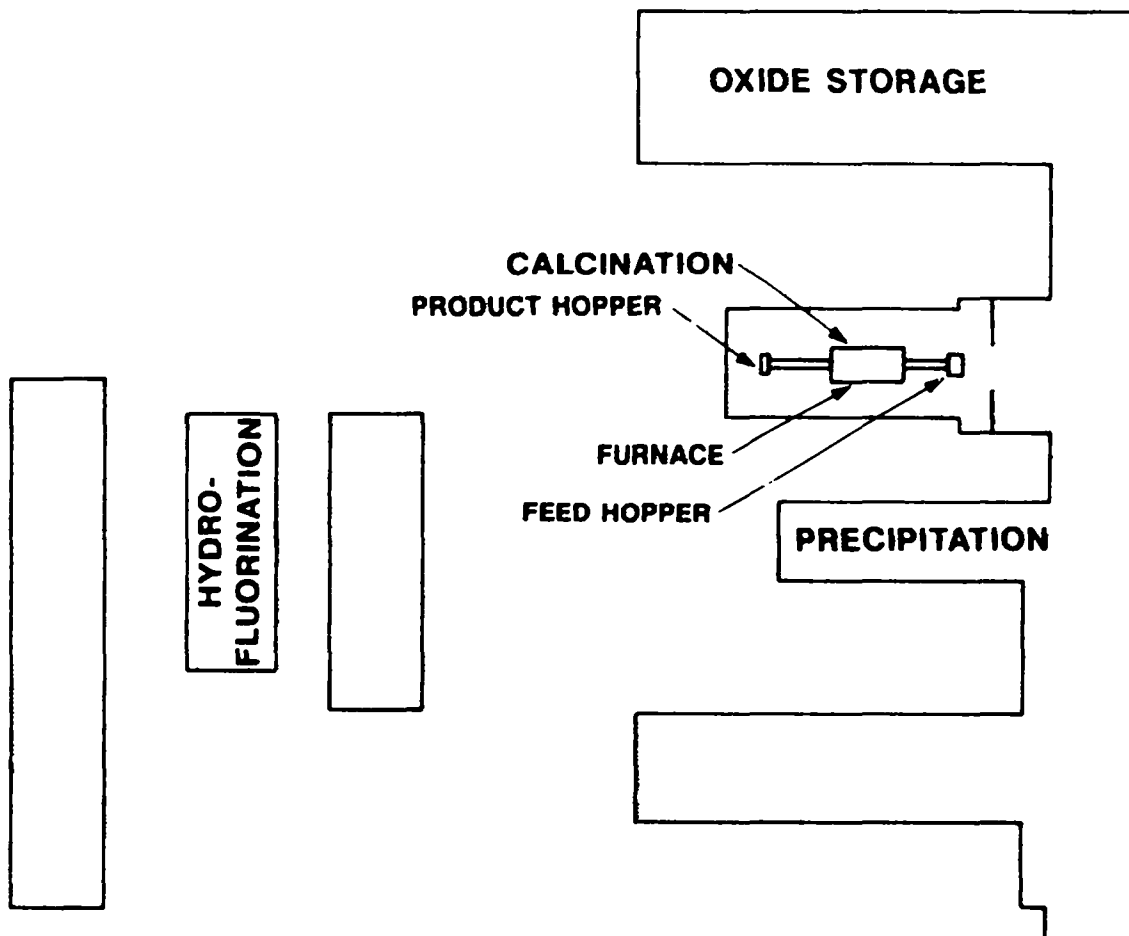 OXIDE STORAGE
CALCINATION
PRODUCT HOPPER
FURNACE
FEED HOPPER
PRECIPITATION
HYDRO-
FLUORINATION